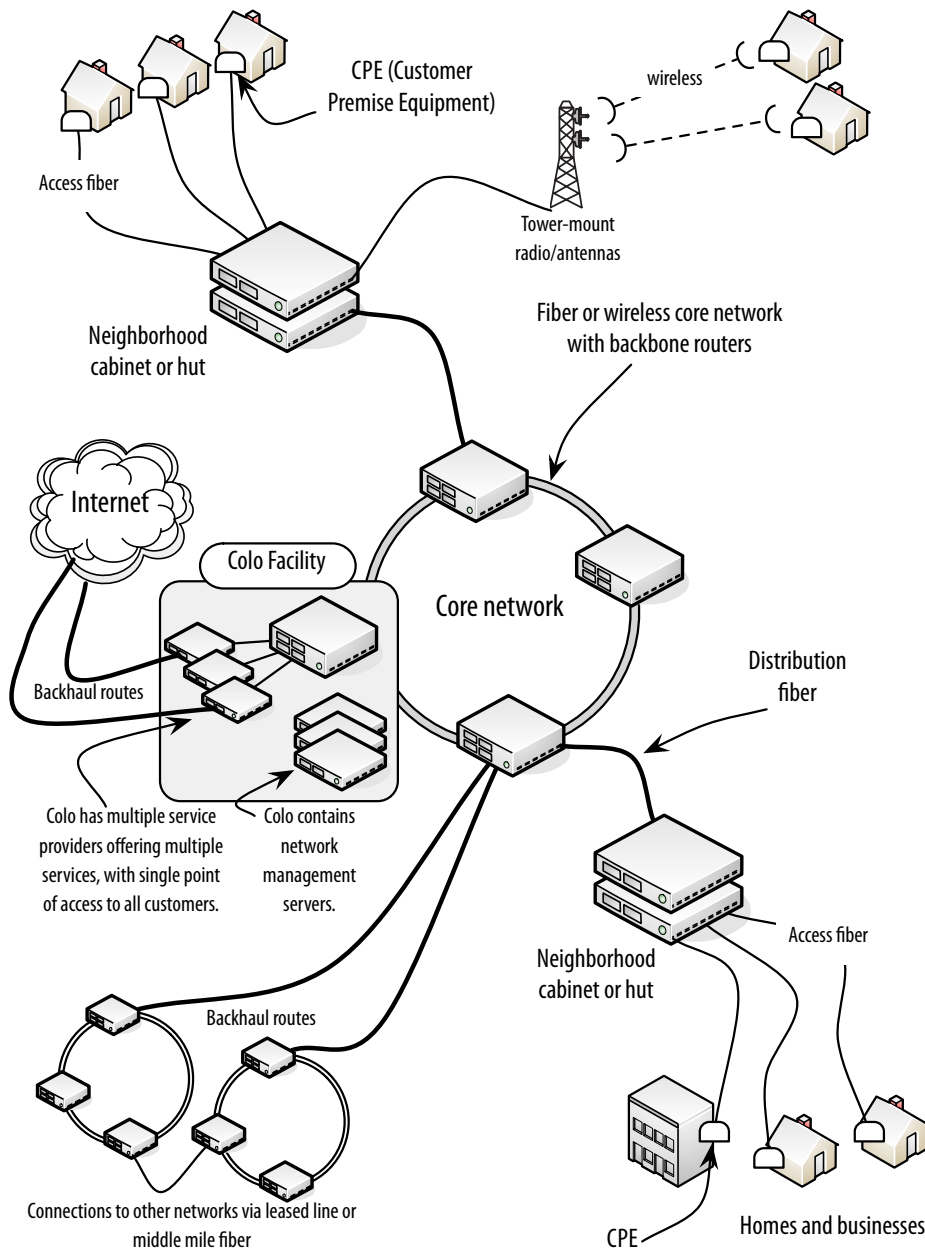 CPE (Customer
Premise Equipment)
wireless
Access fiber
Tower-mount
radio/antennas
Neighborhood
cabinet or hut
Fiber or wireless core network
with backbone routers
Internet
Colo Facility
Core network
Backhaul routes
Distribution
fiber
Colo has multiple service
providers offering multiple
services, with single point
of access to all customers.
Colo contains
network
management
servers.
Access fiber
Neighborhood
cabinet or hut
Backhaul routes
Connections to other networks via leased line or
middle mile fiber
CPE
Homes and businesses